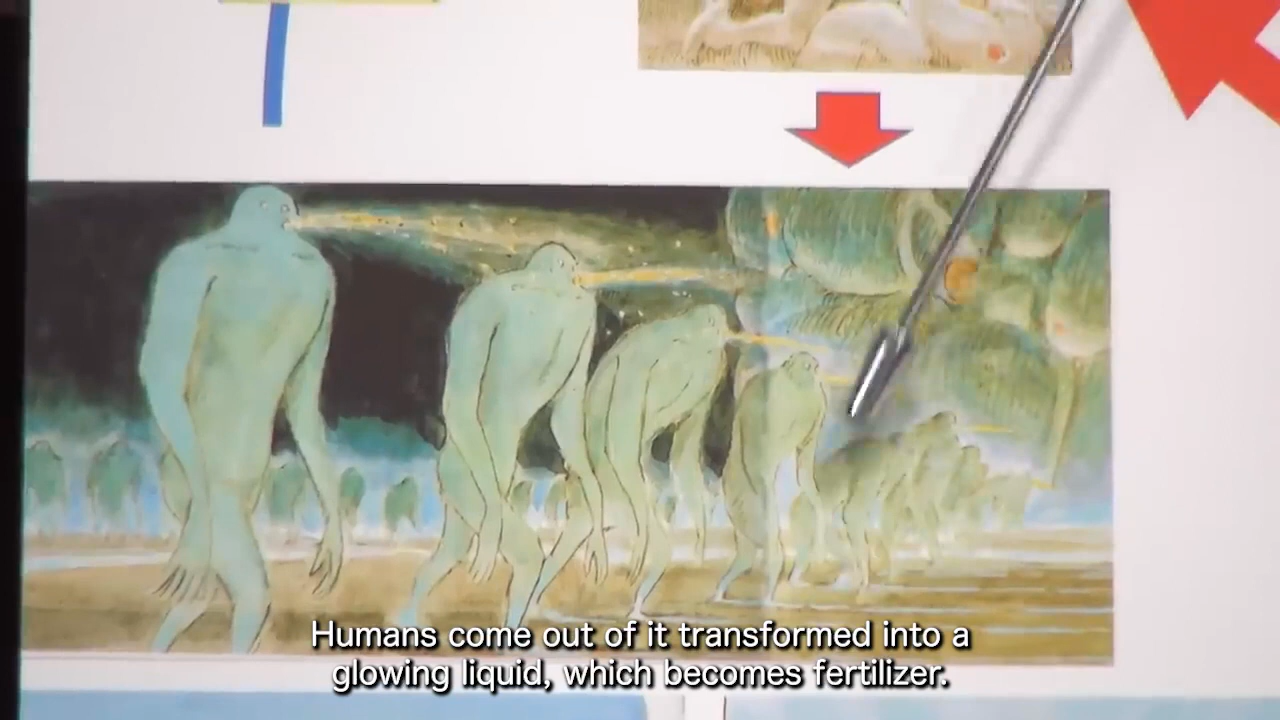 Humans come out of it transformed into a
glowing liquid, which becomes fertilizer.